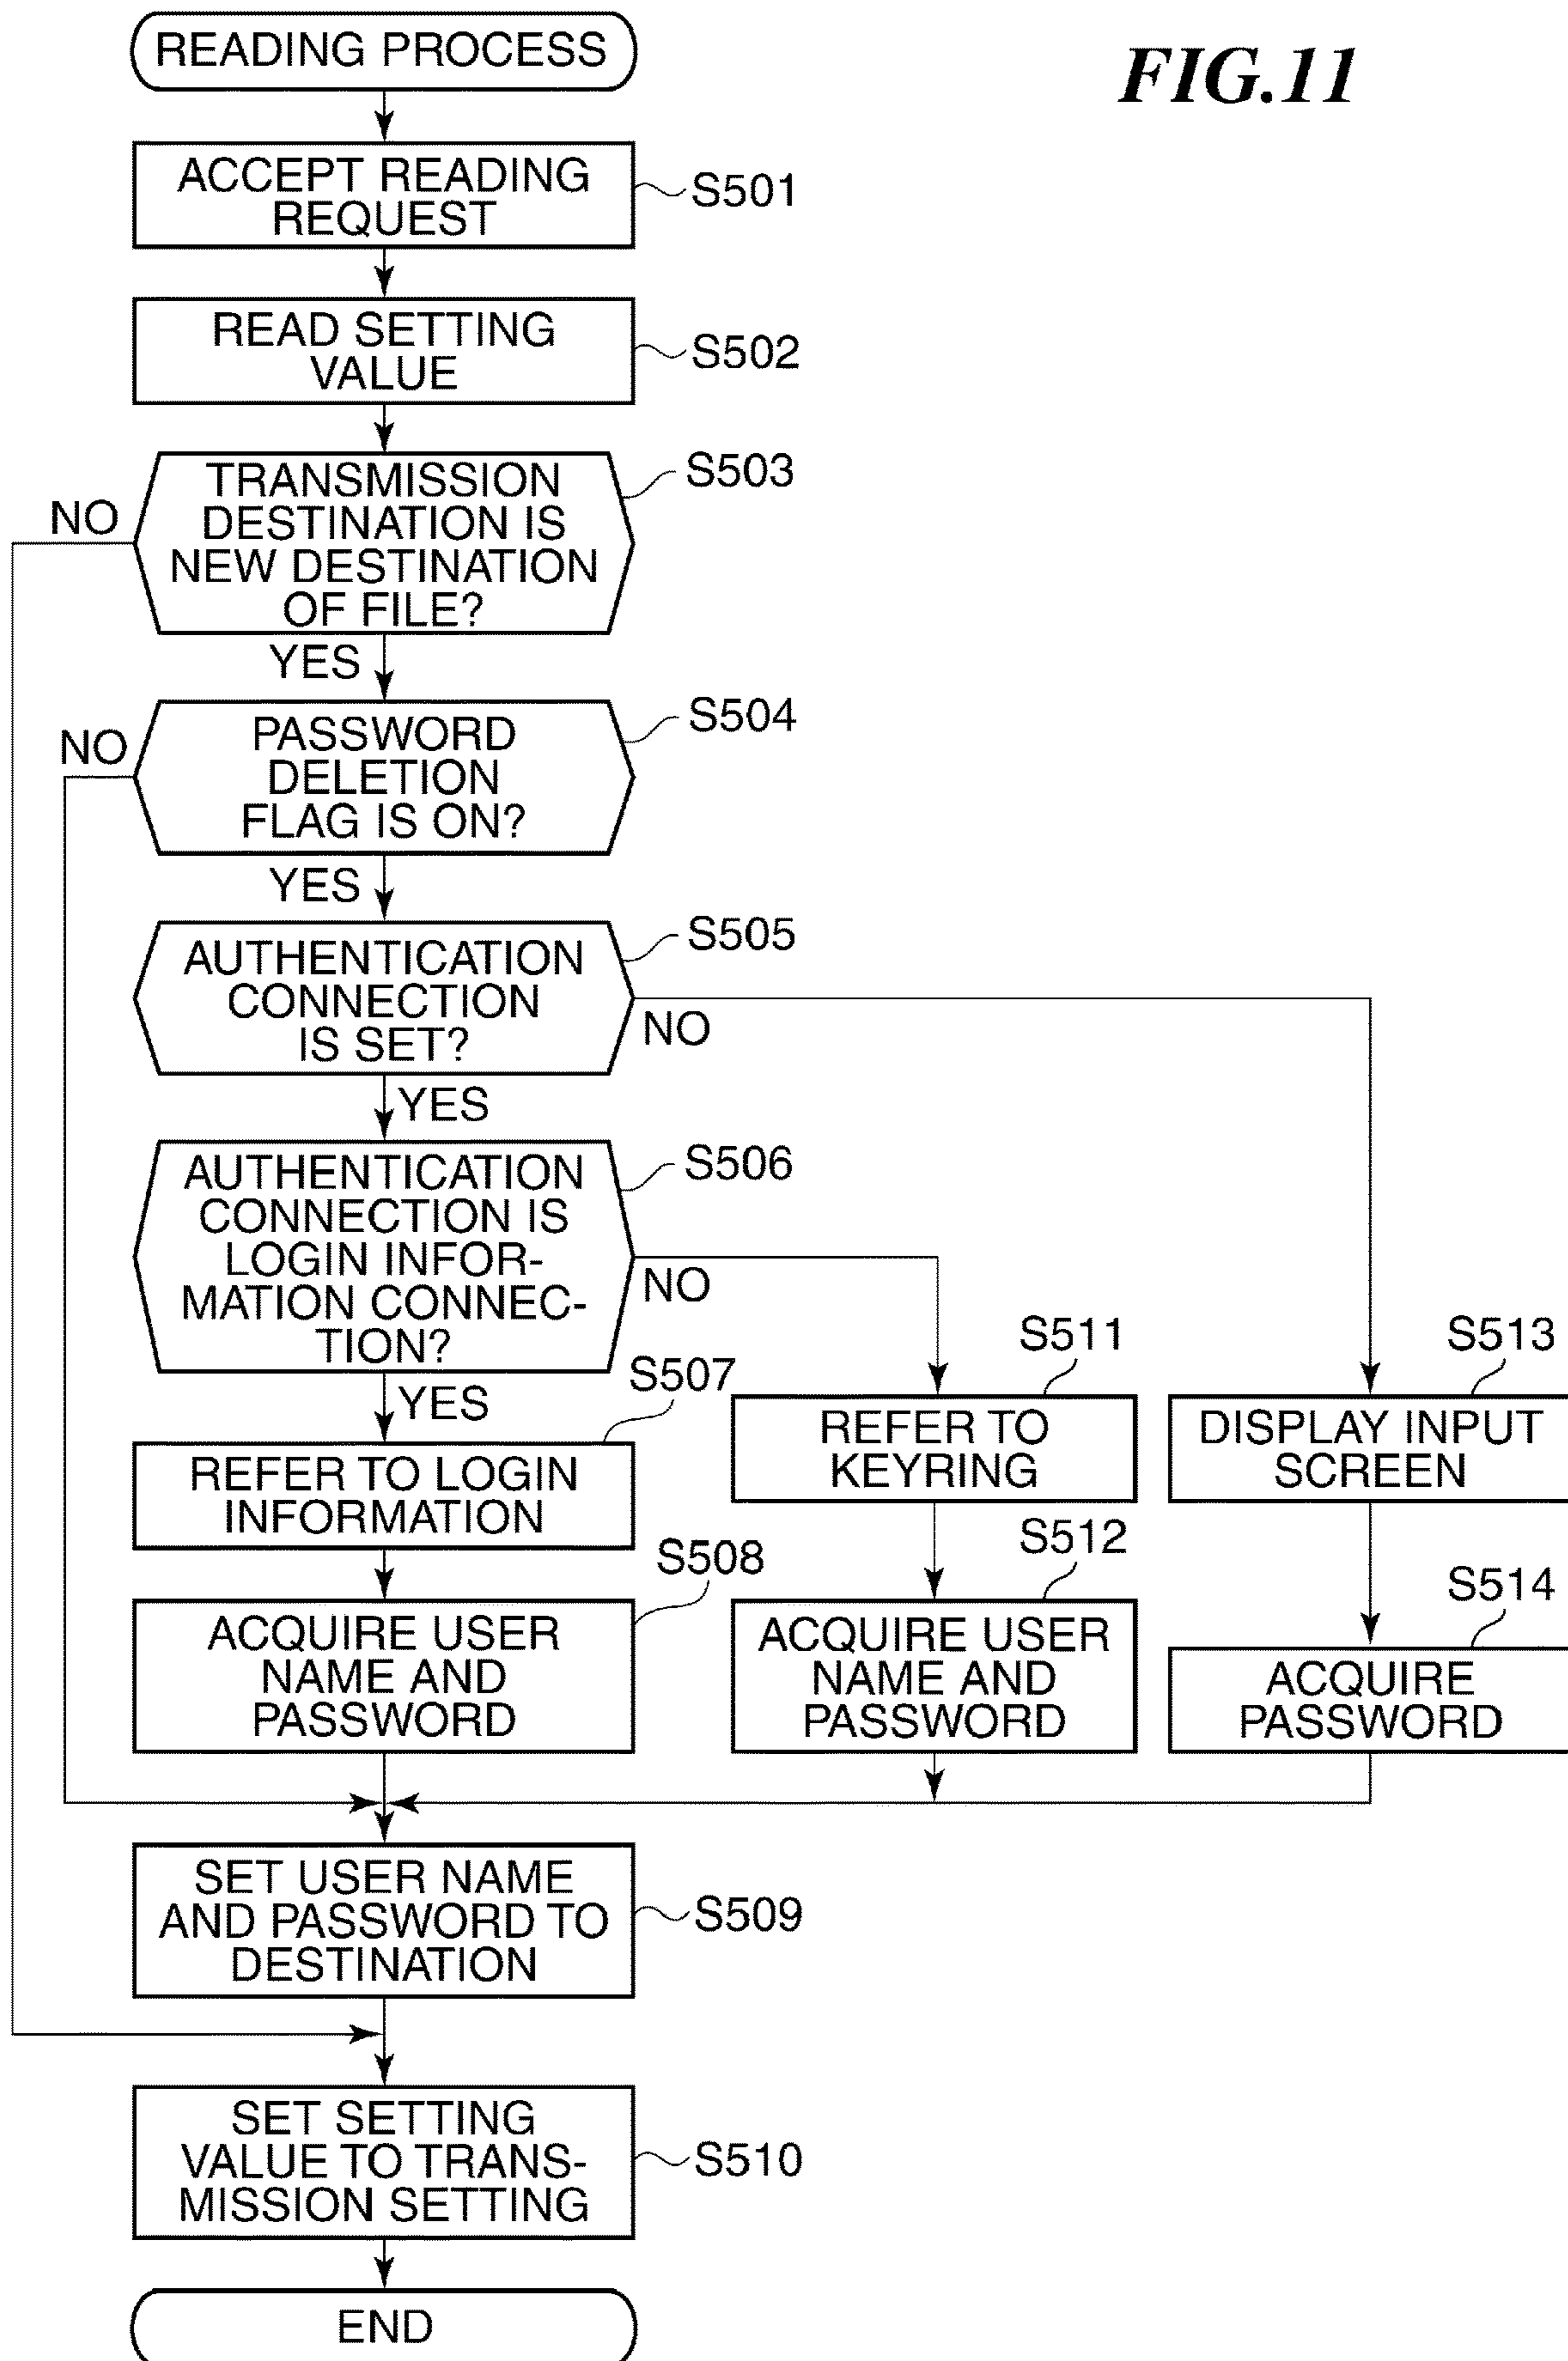 READING PROCESS
FIG.11
ACCEPT READING
REQUEST
S501
READ SETTING
VALUE
S502
TRANSMISSION
DESTINATION IS
NEW DESTINATION
OF FILE?
S503
NO
YES
PASSWORD
DELETION
FLAG IS ON?
S504
NO
YES
AUTHENTICATION
CONNECTION
IS SET?
S505
NO
YES
AUTHENTICATION
CONNECTION IS
LOGIN INFOR-
MATION CONNEC-
TION?
S506
NO
YES
S507
REFER TO LOGIN
INFORMATION
S511
REFER TO
KEYRING
S513
DISPLAY INPUT
SCREEN
S508
ACQUIRE USER
NAME AND
PASSWORD
S512
ACQUIRE USER
NAME AND
PASSWORD
S514
ACQUIRE
PASSWORD
SET USER NAME
AND PASSWORD TO
DESTINATION
S509
SET SETTING
VALUE TO TRANS-
MISSION SETTING
S510
END